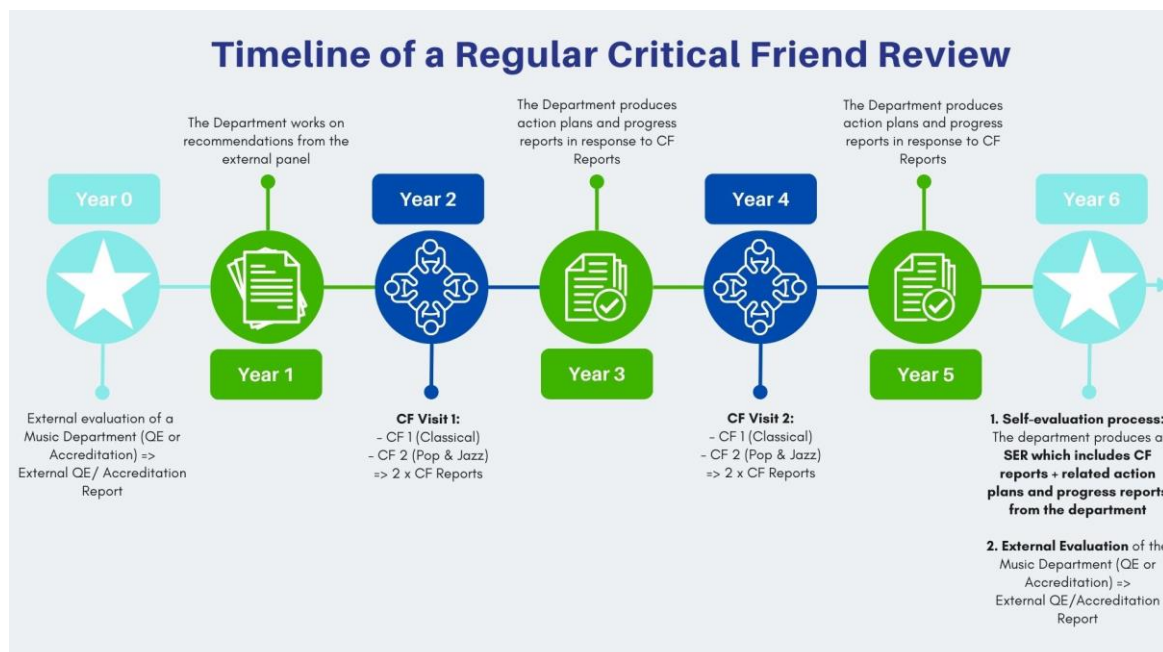 Timeline of a Regular Critical Friend Review
The Department works on
recommendations from the
external panel
The Department produces
action plans and progress
reports in response to CF
Reports
The Department produces
action plans and progress
reports in response to CF
Reports
Year 0
Year 2
Year 4
Year 6
Year 1
Year 3
Year 5
External evaluation of a
Music Department (QE or
Accreditation) =>
External QE/ Accreditation
Report
CF Visit 1:
- CF 1 (Classical)
- CF 2 (Pop & Jazz)
=> 2 x CF Reports
CF Visit 2:
- CF 1 (Classical)
- CF 2 (Pop & Jazz)
=> 2 x CF Reports
1. Self-evaluation process:
The department produces a
SER which includes CF
reports + related action
plans and progress reports
from the department
2. External Evaluation of the
Music Department (QE or
Accreditation) =>
External QE/Accreditation
Report